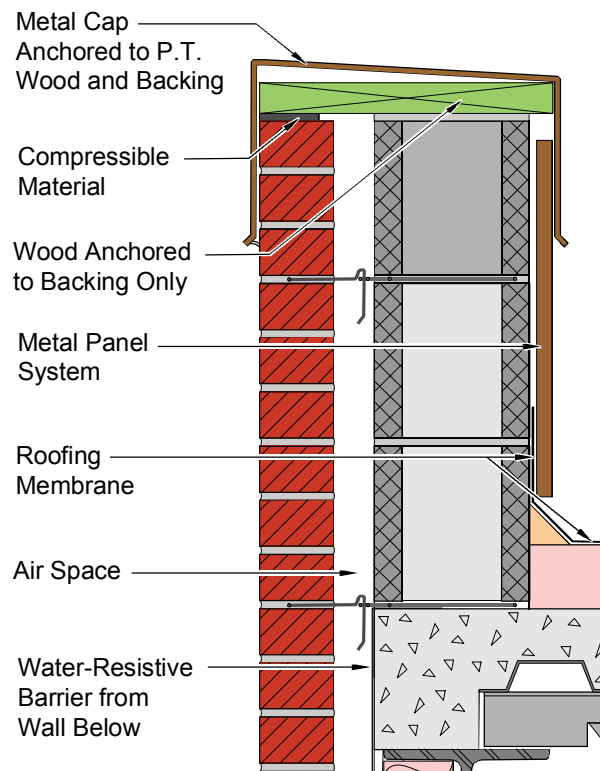 Metal Cap
Anchored to P.T.
Wood and Backing
Compressible
Material
Wood Anchored
to Backing Only
Metal Panel
System
Roofing
Membrane
Air Space
Water-Resistive
Barrier from
Wall Below